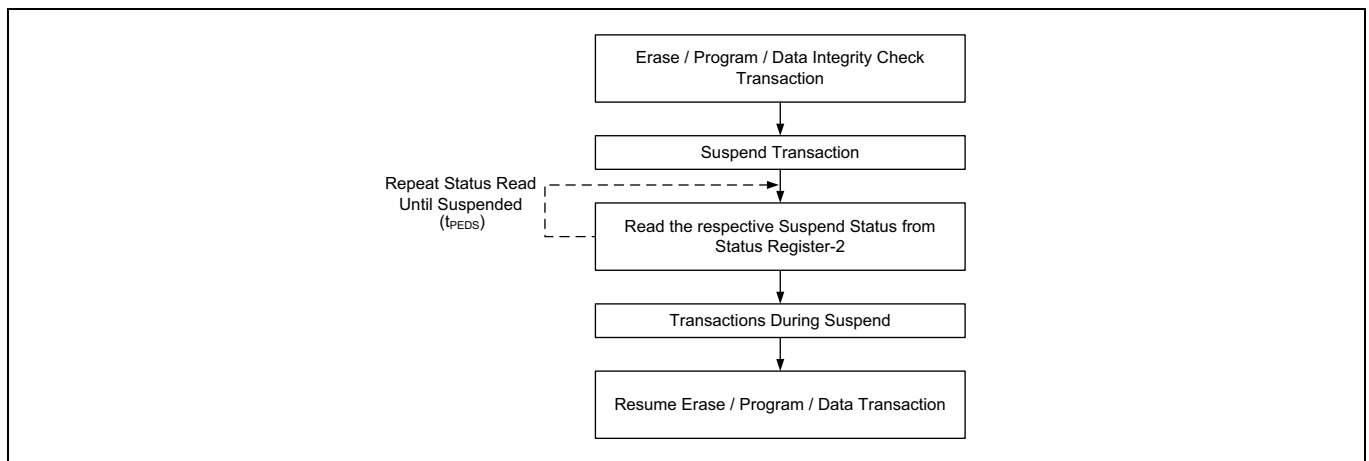 Erase / Program / Data Integrity Check
Transaction
Suspend Transaction
Repeat Status Read
Until Suspended
(tPEDS)
Read the respective Suspend Status from
Status Register-2
Transactions During Suspend
Resume Erase / Program / Data Transaction